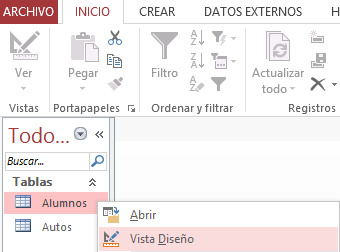 ARCHIVO INICIO CREAR DATOS EXTERNOS
Ver Pegar Filtro Actualizar todo
Vistas Portapapeles Ordenar y filtrar Registros
Todo...
Buscar...
Tablas
Alumnos
Autos
Abrir
Vista Diseño